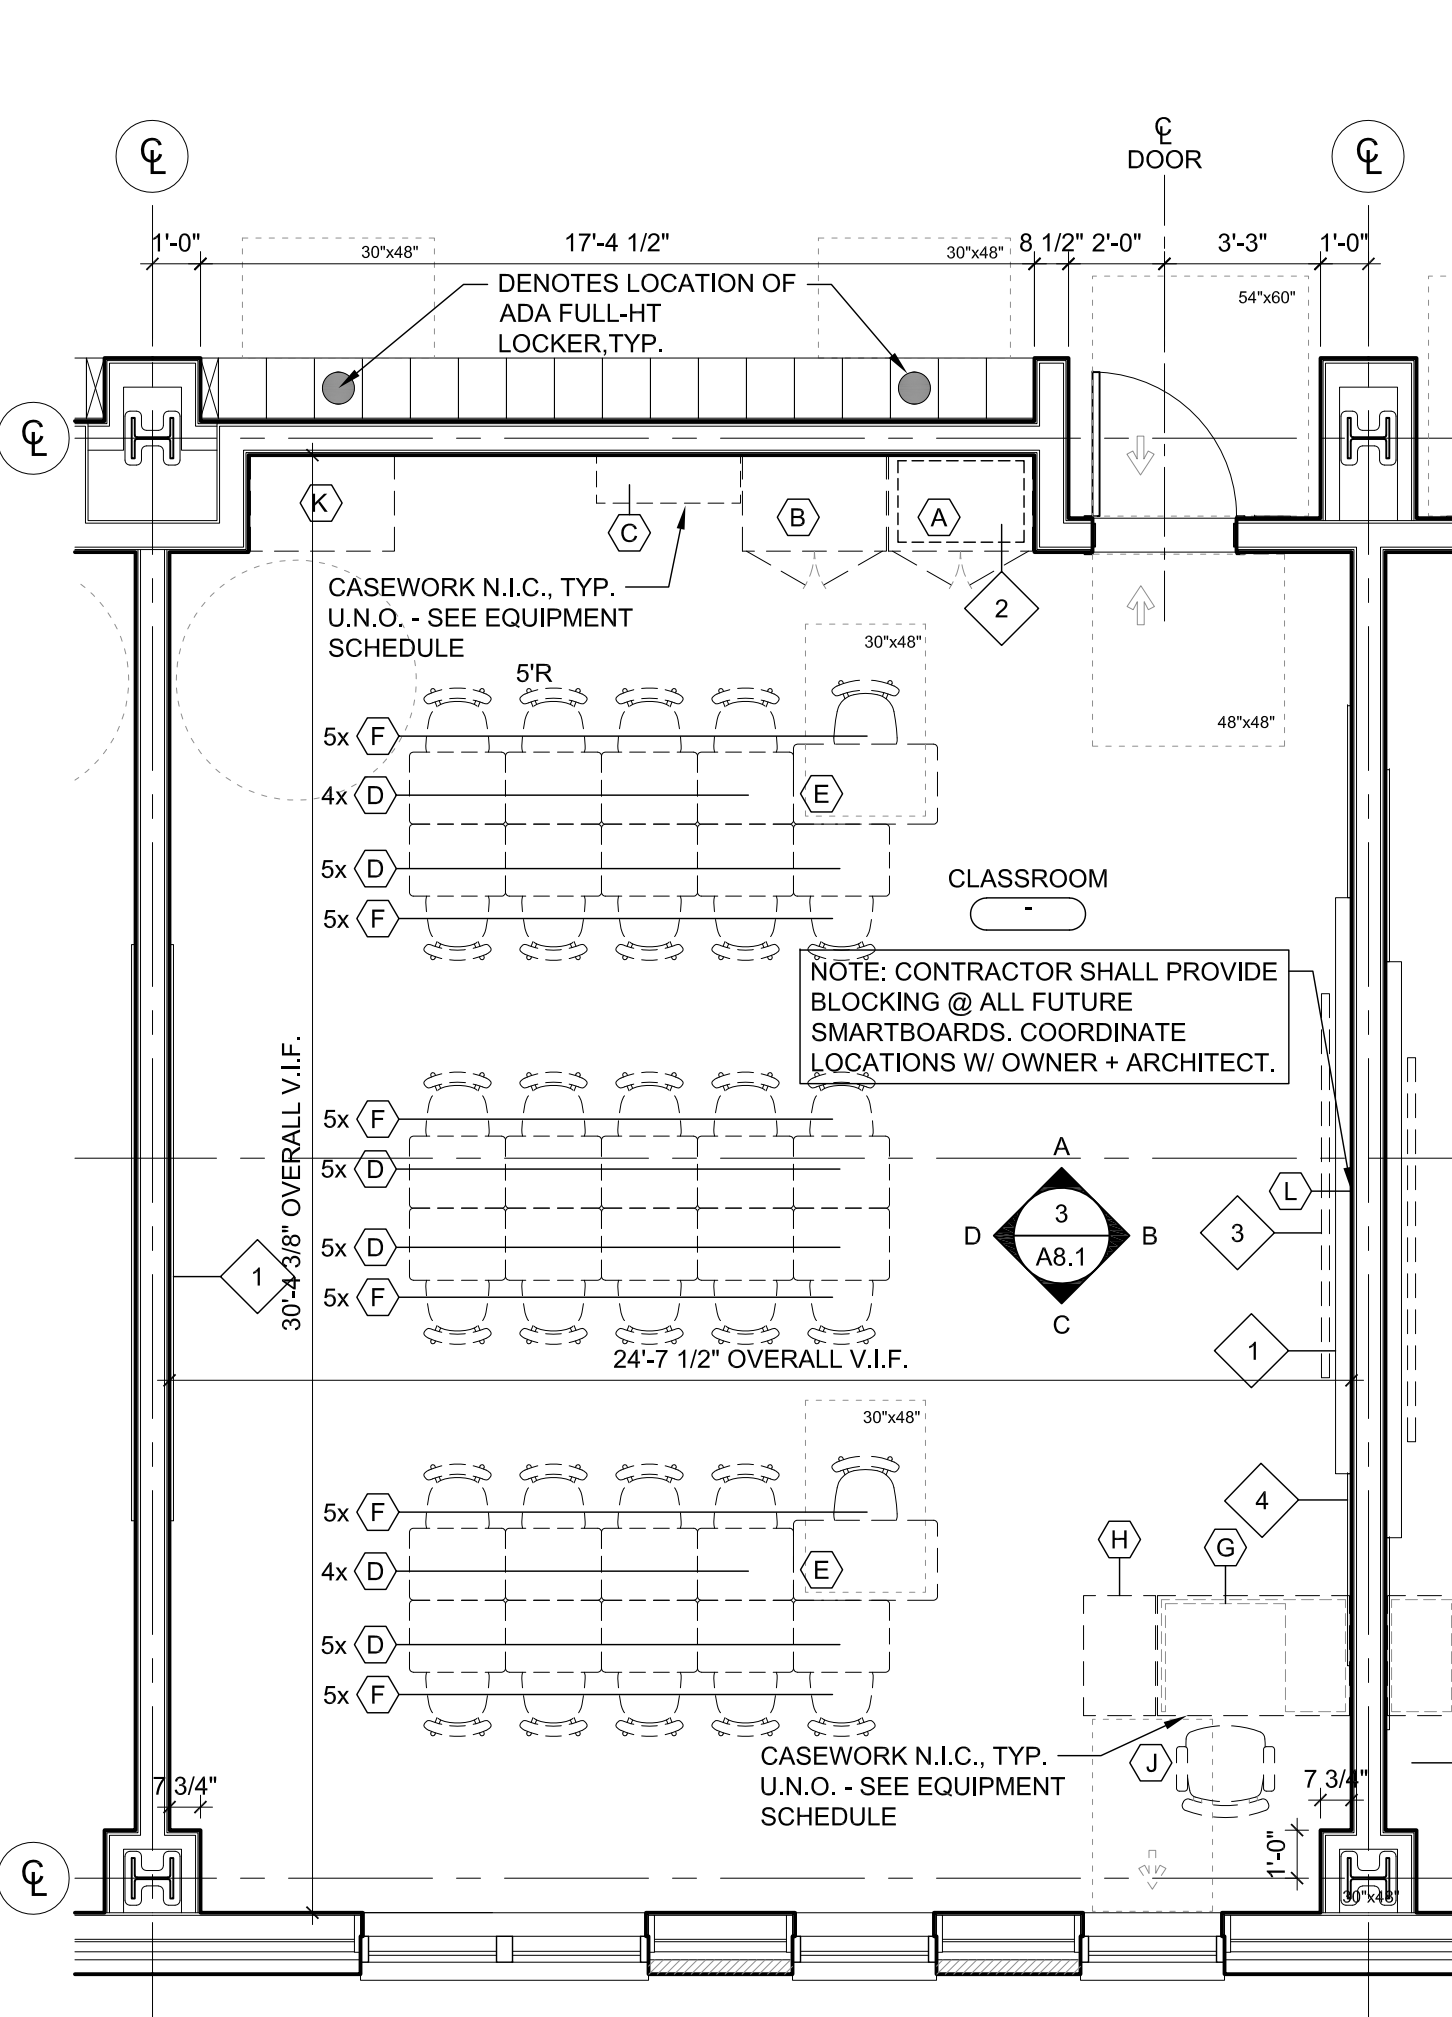 ℄
℄
DOOR
℄
1'-0"
17'-4 1/2"
8 1/2"
2'-0"
3'-3"
1'-0"
30"x48"
30"x48"
DENOTES LOCATION OF
ADA FULL-HT
LOCKER,TYP.
54"x60"
℄
K
C
B
A
CASEWORK N.I.C., TYP.
U.N.O. - SEE EQUIPMENT
SCHEDULE
2
30"x48"
5'R
48"x48"
5x F
4x D
E
5x D
5x F
CLASSROOM
-
NOTE: CONTRACTOR SHALL PROVIDE
BLOCKING @ ALL FUTURE
SMARTBOARDS. COORDINATE
LOCATIONS W/ OWNER + ARCHITECT.
30'-4 3/8" OVERALL V.I.F.
5x F
5x D
5x D
5x F
A
D
3
A8.1
B
C
L
3
1
1
24'-7 1/2" OVERALL V.I.F.
30"x48"
4
5x F
4x D
E
5x D
5x F
H
G
CASEWORK N.I.C., TYP.
U.N.O. - SEE EQUIPMENT
SCHEDULE
J
7 3/4"
7 3/4"
1'-0"
℄
30"x48"